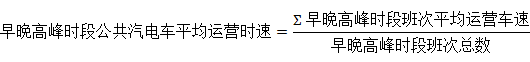 早晚高峰时段公共汽电车平均运营时速=
Σ 早晚高峰时段班次平均运营车速
早晚高峰时段班次总数